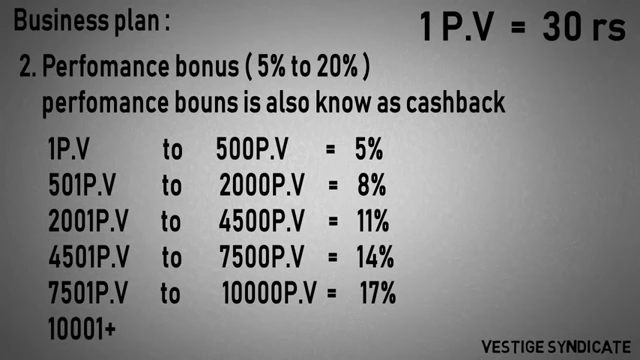 Business plan :
1 P.V = 30 rs
2. Perfomance bonus ( 5% to 20% )
perfomance bouns is also know as cashback
1P.V to 500P.V = 5%
501P.V to 2000P.V = 8%
2001P.V to 4500P.V = 11%
4501P.V to 7500P.V = 14%
7501P.V to 10000P.V = 17%
10001+
VESTIGE SYNDICATE